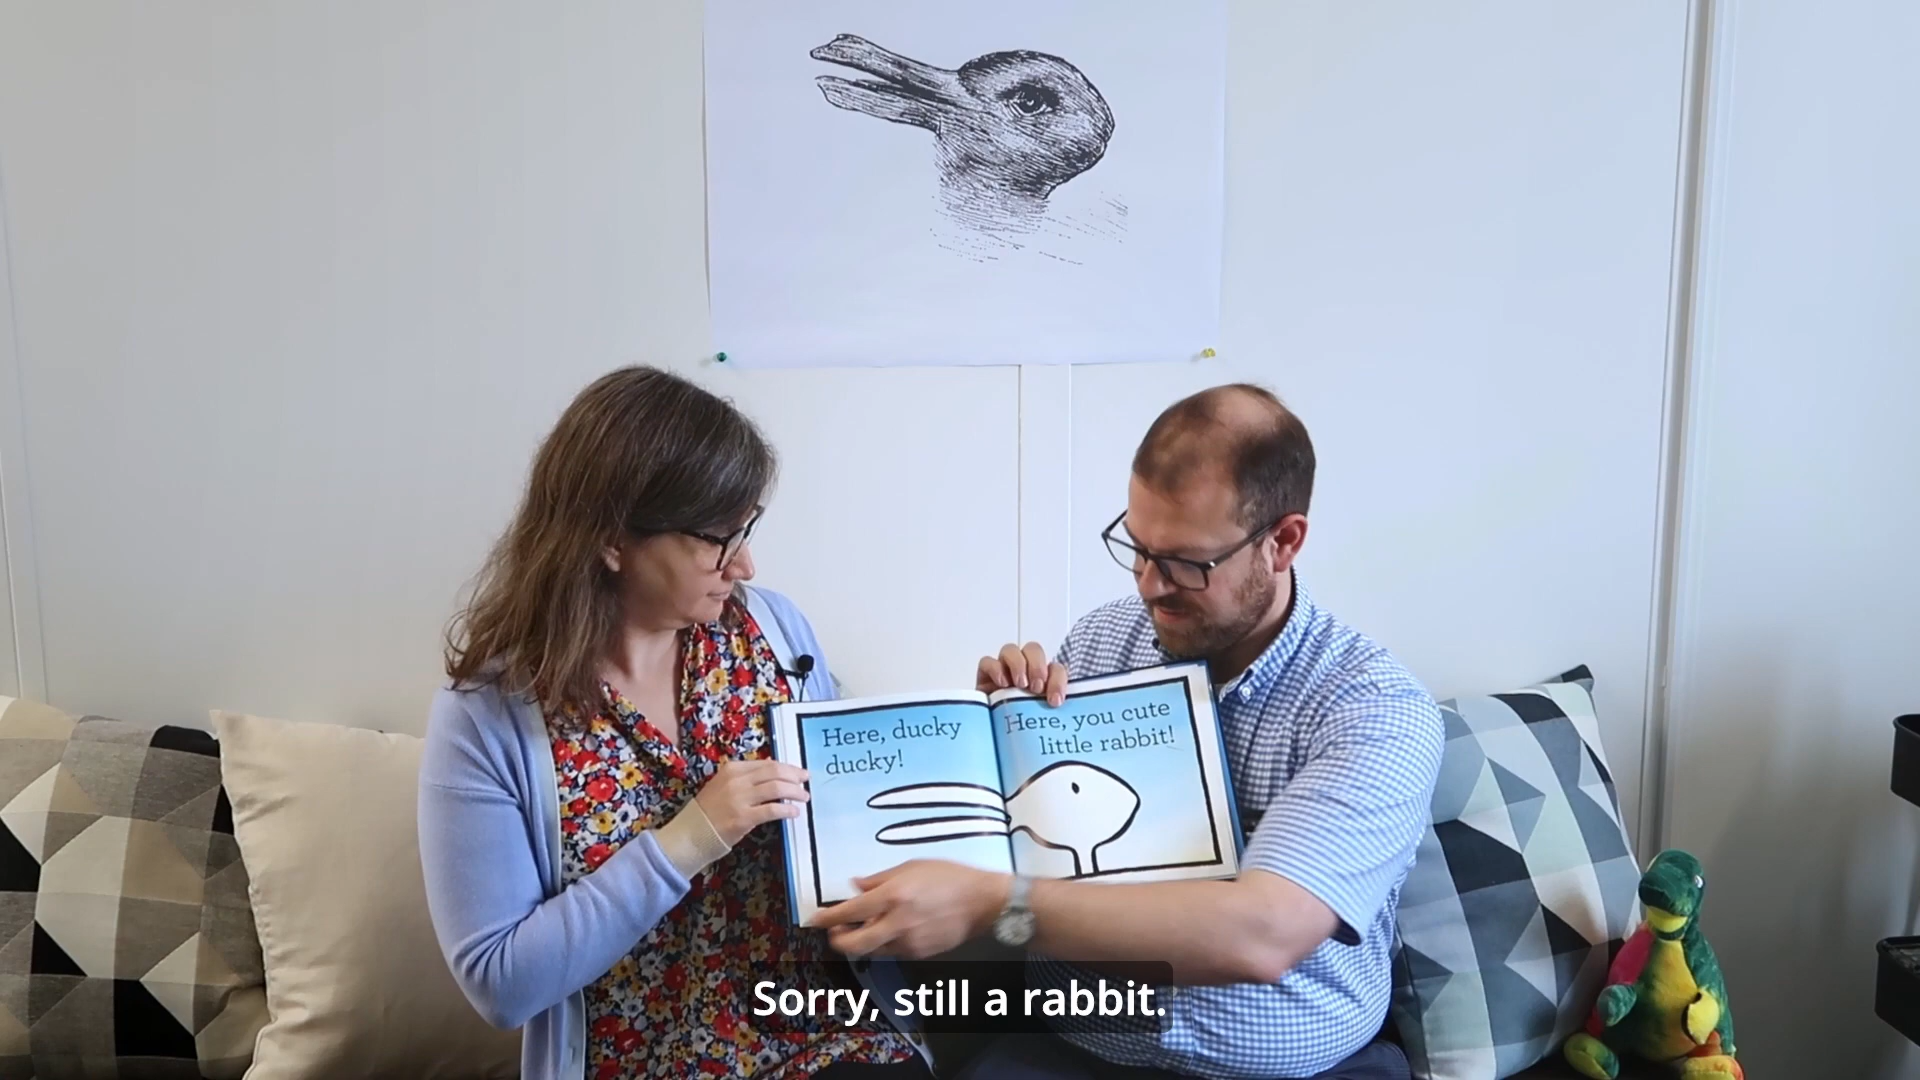 Here, ducky
ducky!
Here, you cute
little rabbit!
Sorry, still a rabbit.